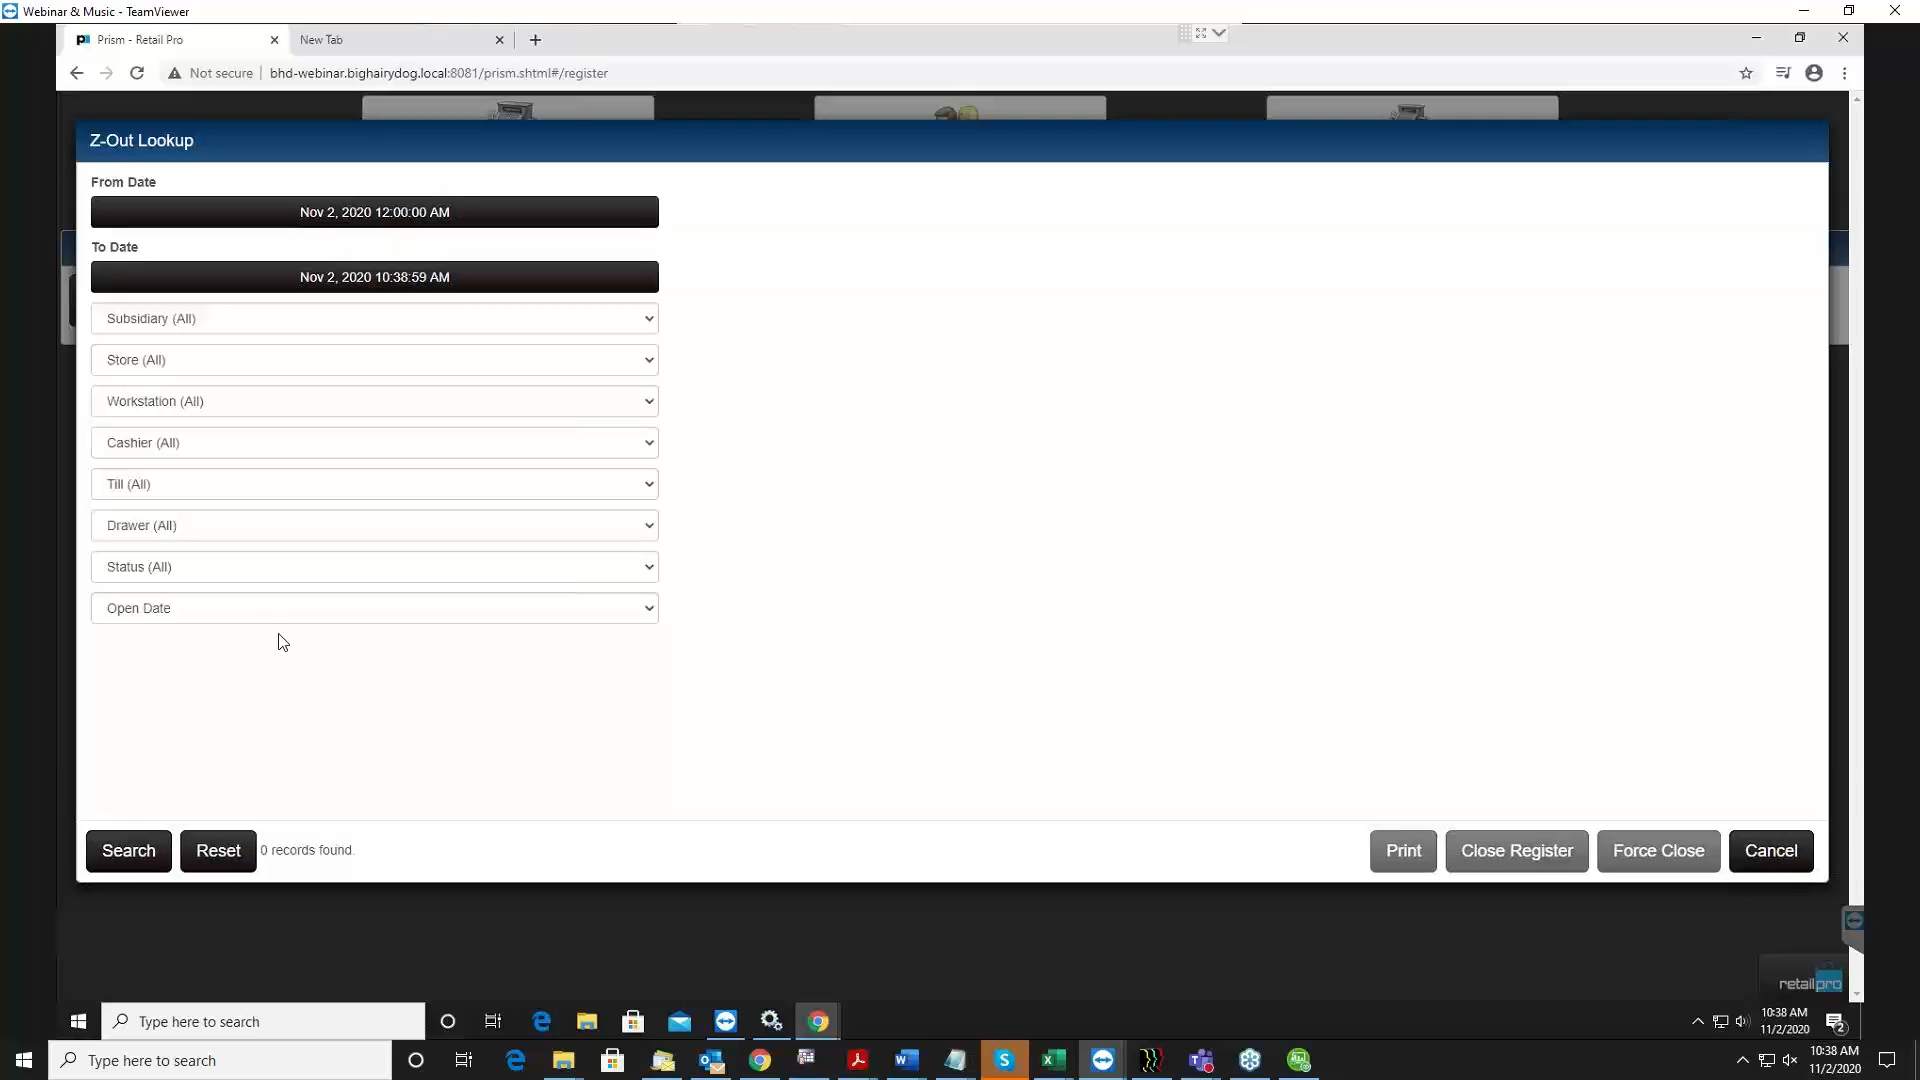 Webinar & Music - TeamViewer
Prism - Retail Pro
New Tab
Not secure
bhd-webinar.bighairydog.local:8081/prism.shtml#/register
Z-Out Lookup
From Date
Nov 2, 2020 12:00:00 AM
To Date
Nov 2, 2020 10:38:59 AM
Subsidiary (All)
Store (All)
Workstation (All)
Cashier (All)
Till (All)
Drawer (All)
Status (All)
Open Date
Search
Reset
0 records found.
Print
Close Register
Force Close
Cancel
retailpro
Type here to search
10:38 AM
11/2/2020
2
Type here to search
10:38 AM
11/2/2020